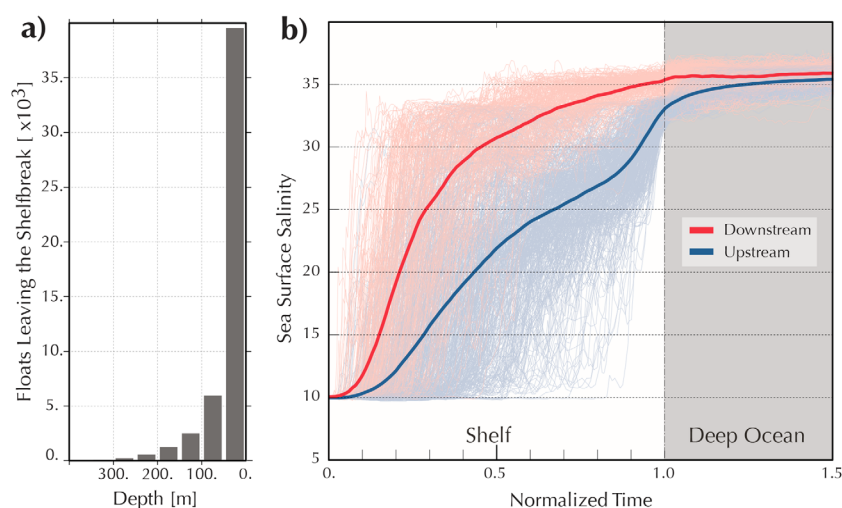 a)
Floats Leaving the Shelfbreak [ x10³]
35.
30.
25.
20.
15.
10.
5.
0.
300. 200. 100. 0.
Depth [m]
b)
Sea Surface Salinity
35
30
25
20
15
10
5
Downstream
Upstream
Shelf
Deep Ocean
0. 0.5 1.0 1.5
Normalized Time